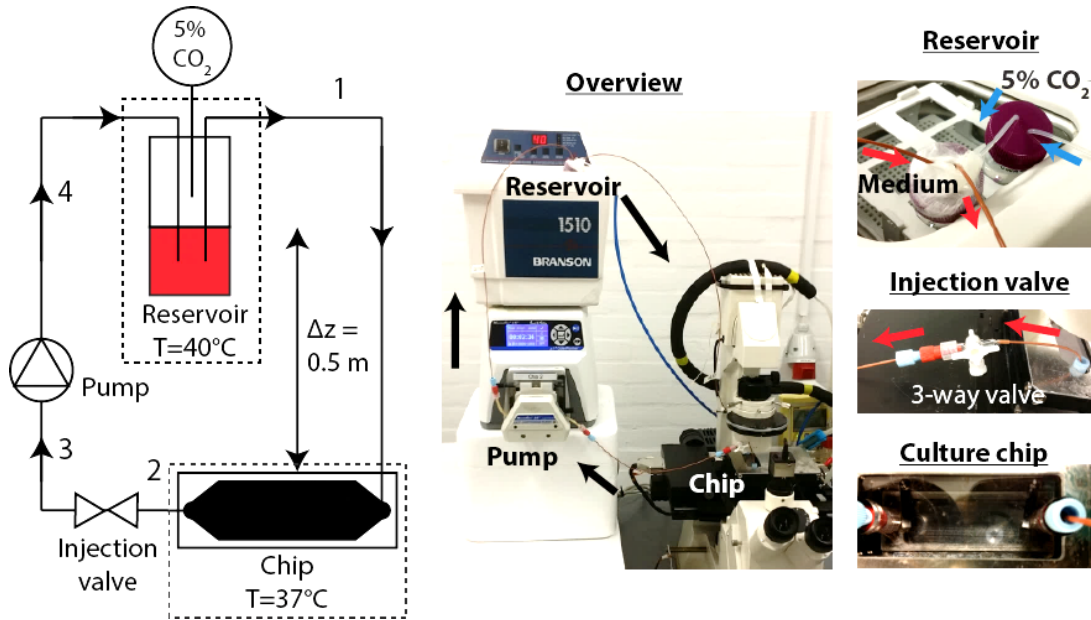 5%
CO2
1
4
Reservoir
T=40°C
Δz =
0.5 m
Pump
3
2
Injection
valve
Chip
T=37°C
Overview
40
Reservoir
1510
BRANSON
Pump
Chip
Reservoir
5% CO2
Medium
Injection valve
3-way valve
Culture chip